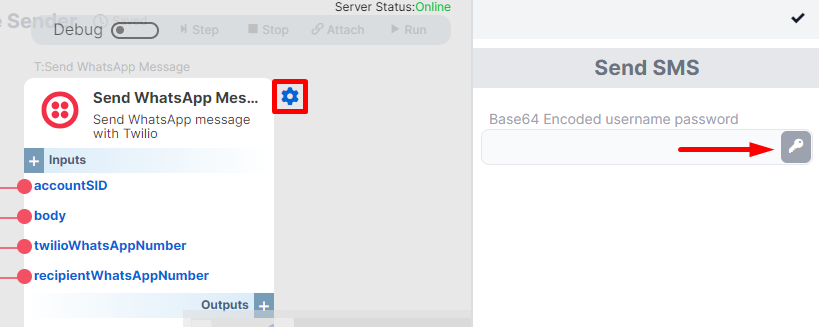 Server Status:Online
e Sender Saved
Debug Step Stop Attach Run
T:Send WhatsApp Message
Send WhatsApp Mes...
Send WhatsApp message
with Twilio
Inputs
accountSID
body
twilioWhatsAppNumber
recipientWhatsAppNumber
Outputs
Send SMS
Base64 Encoded username password